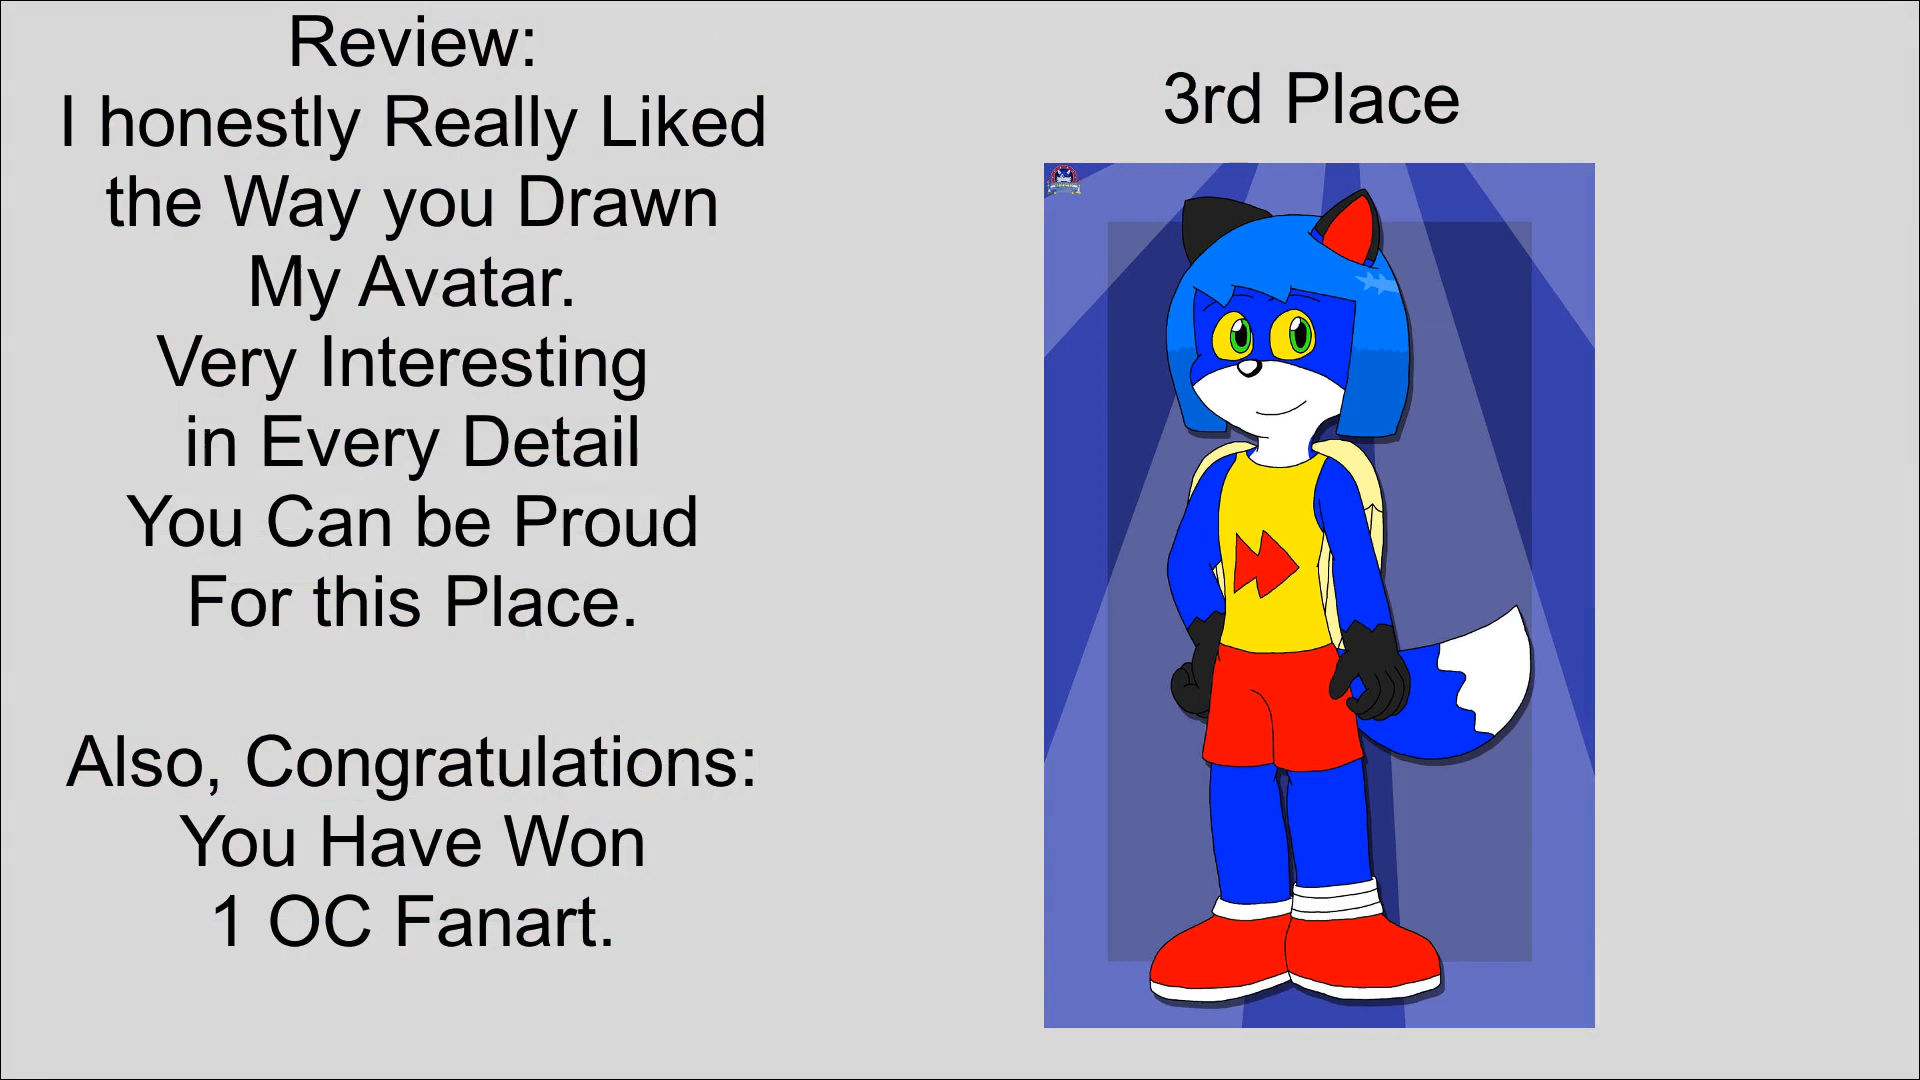 Review:
I honestly Really Liked
the Way you Drawn
My Avatar.
Very Interesting
in Every Detail
You Can be Proud
For this Place.
Also, Congratulations:
You Have Won
1 OC Fanart.
3rd Place